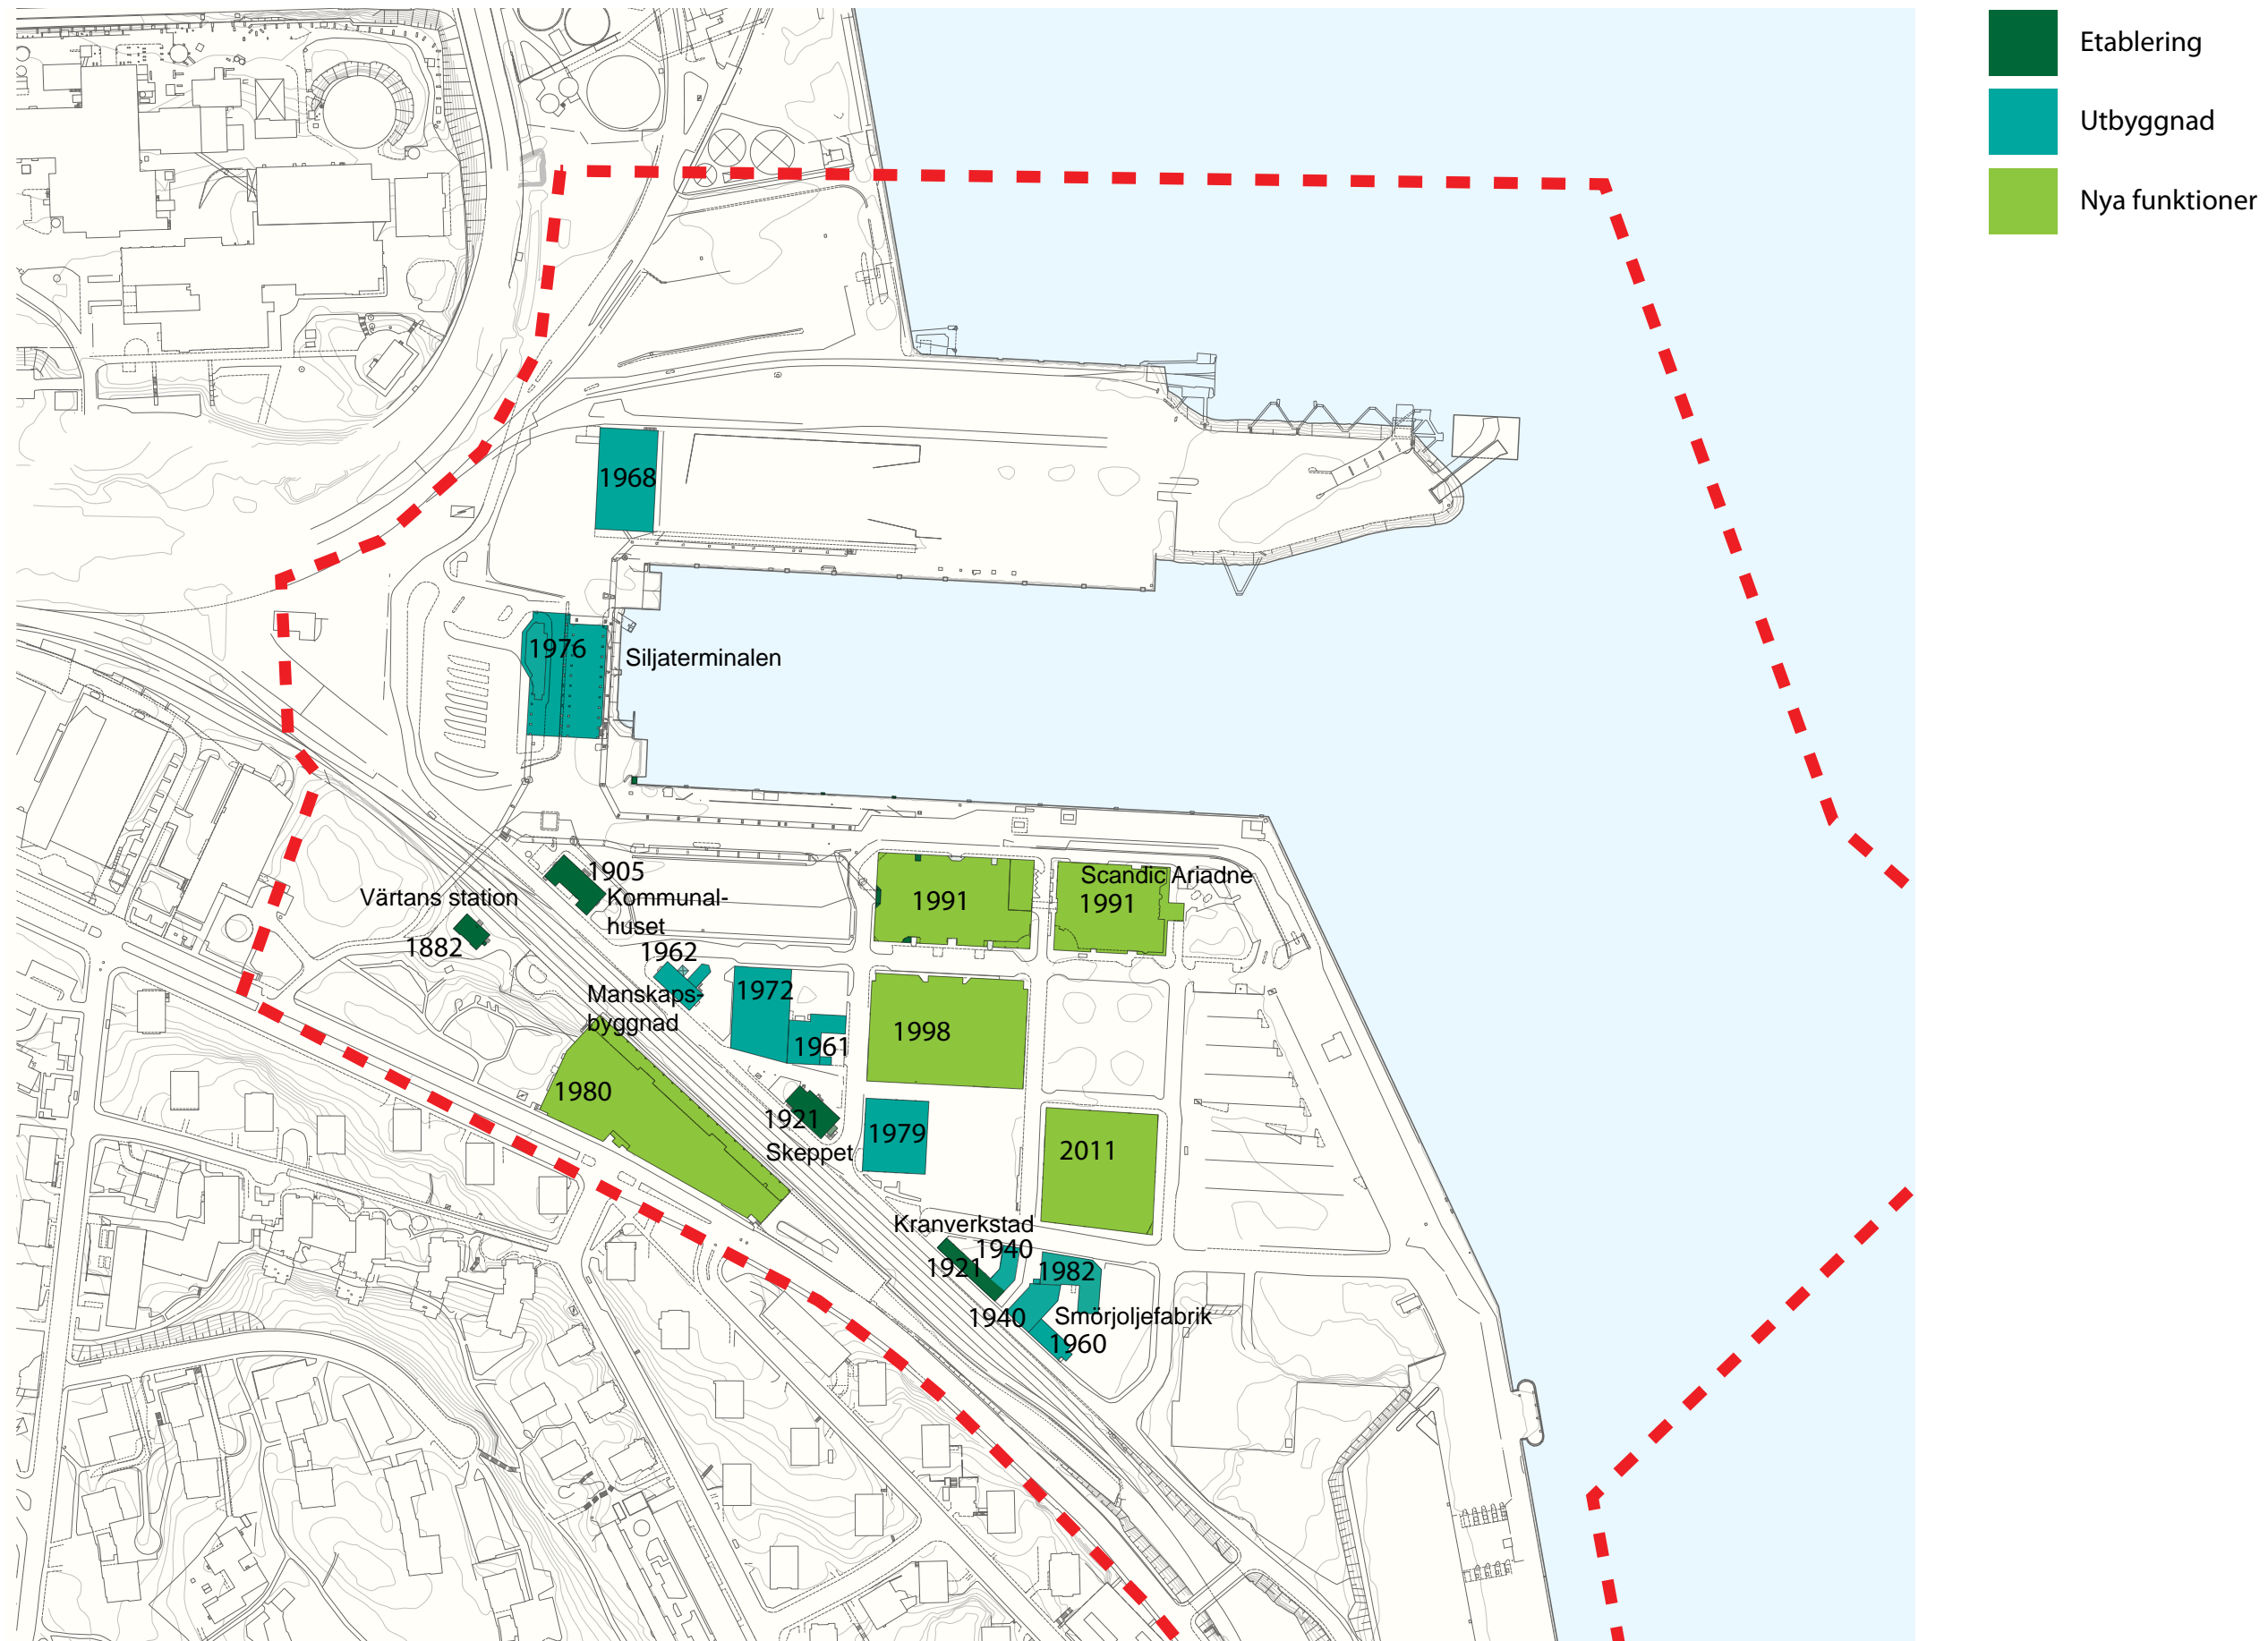 Etablering
Utbyggnad
Nya funktioner
1968
1976
Siljaterminalen
1905
Värtans station
Kommunal-
huset
1882
1962
Manskaps-
byggnad
1972
1961
1991
Scandic Ariadne
1991
1998
1980
1921
Skeppet
1979
2011
Kranverkstad
1940
1921
1982
1940
Smörjoljefabrik
1960